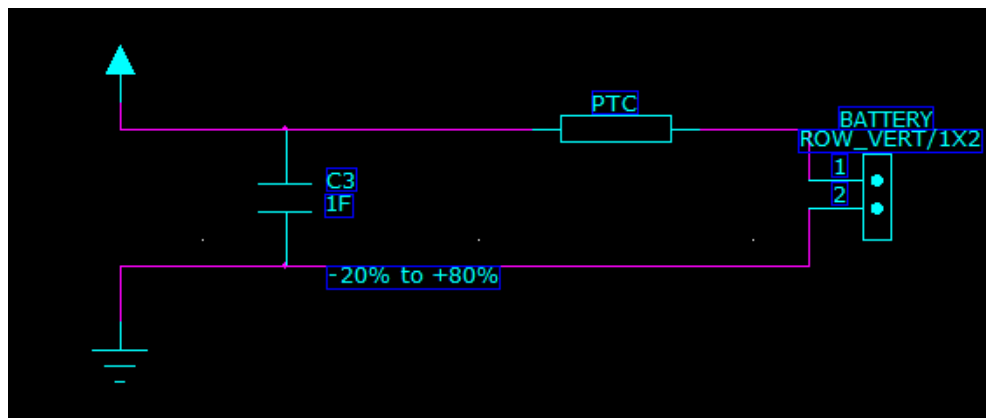 PTC
BATTERY
ROW_VERT/1X2
1
2
C3
1F
-20% to +80%